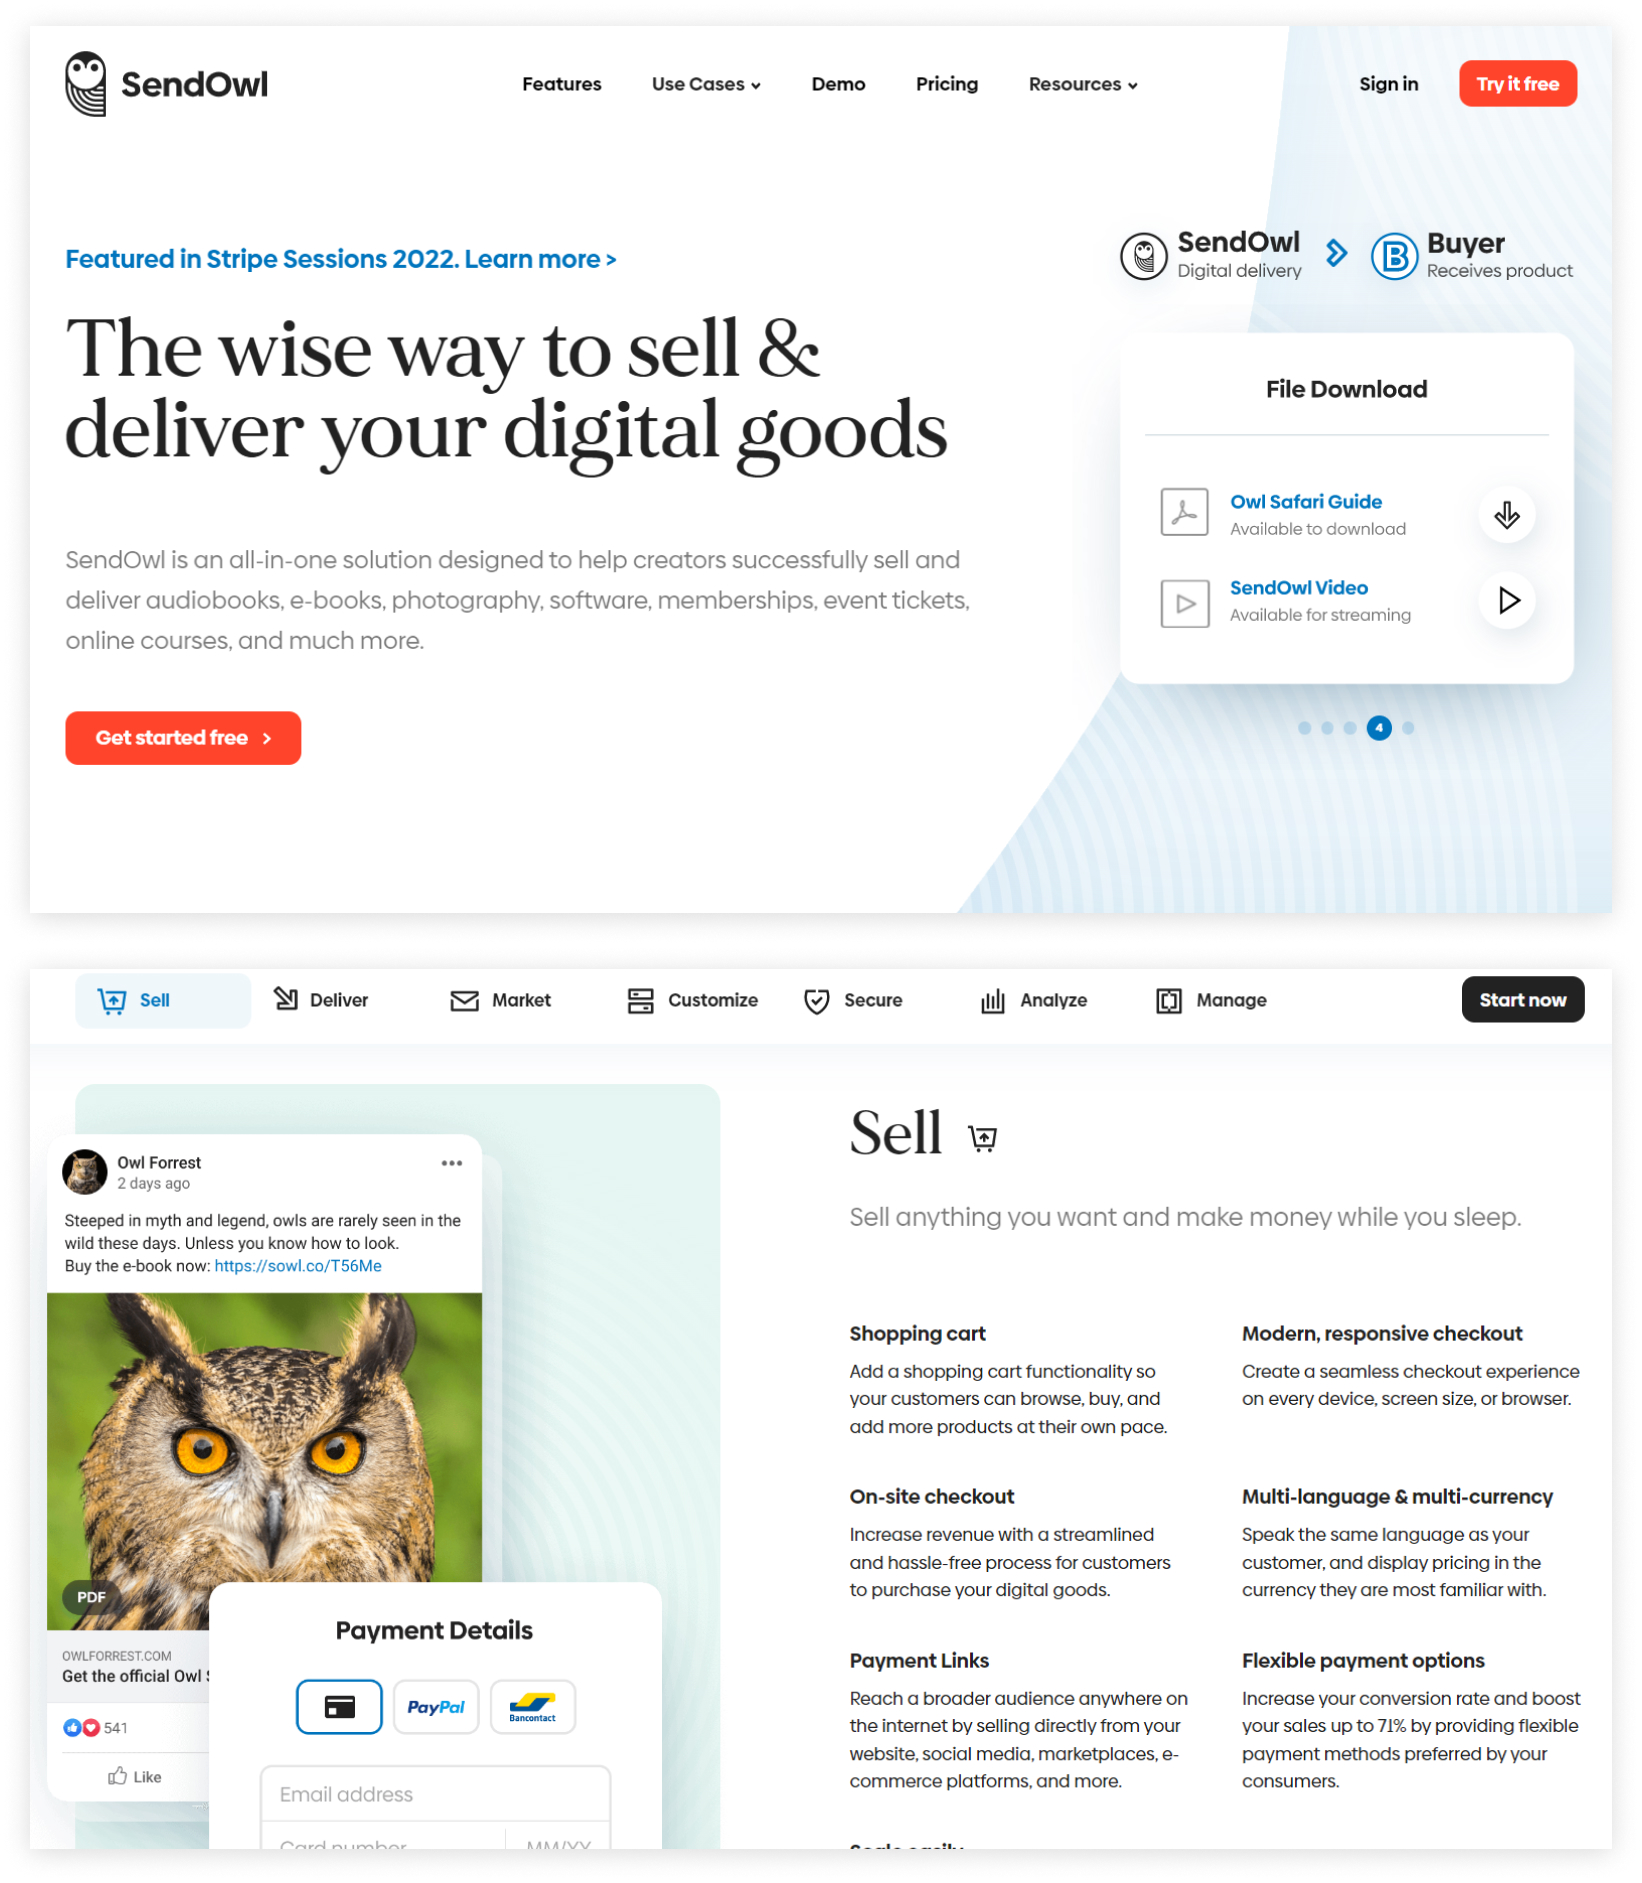 SendOwl
Features
Use Cases
Demo
Pricing
Resources
Sign in
Try it free
Featured in Stripe Sessions 2022. Learn more >
The wise way to sell &
deliver your digital goods
SendOwl is an all-in-one solution designed to help creators successfully sell and
deliver audiobooks, e-books, photography, software, memberships, event tickets,
online courses, and much more.
Get started free >
SendOwl
Digital delivery
B
Buyer
Receives product
File Download
Owl Safari Guide
Available to download
SendOwl Video
Available for streaming
4
Sell
Deliver
Market
Customize
Secure
Analyze
Manage
Start now
Owl Forrest
2 days ago
Steeped in myth and legend, owls are rarely seen in the
wild these days. Unless you know how to look.
Buy the e-book now: https://sowl.co/T56Me
PDF
OWLFORREST.COM
Get the official Owl
541
Like
Payment Details
PayPal
Bancontact
Email address
Card number
MM/YY
Sell
Sell anything you want and make money while you sleep.
Shopping cart
Add a shopping cart functionality so
your customers can browse, buy, and
add more products at their own pace.
Modern, responsive checkout
Create a seamless checkout experience
on every device, screen size, or browser.
On-site checkout
Increase revenue with a streamlined
and hassle-free process for customers
to purchase your digital goods.
Multi-language & multi-currency
Speak the same language as your
customer, and display pricing in the
currency they are most familiar with.
Payment Links
Reach a broader audience anywhere on
the internet by selling directly from your
website, social media, marketplaces, e-
commerce platforms, and more.
Flexible payment options
Increase your conversion rate and boost
your sales up to 71% by providing flexible
payment methods preferred by your
consumers.
Scale easily